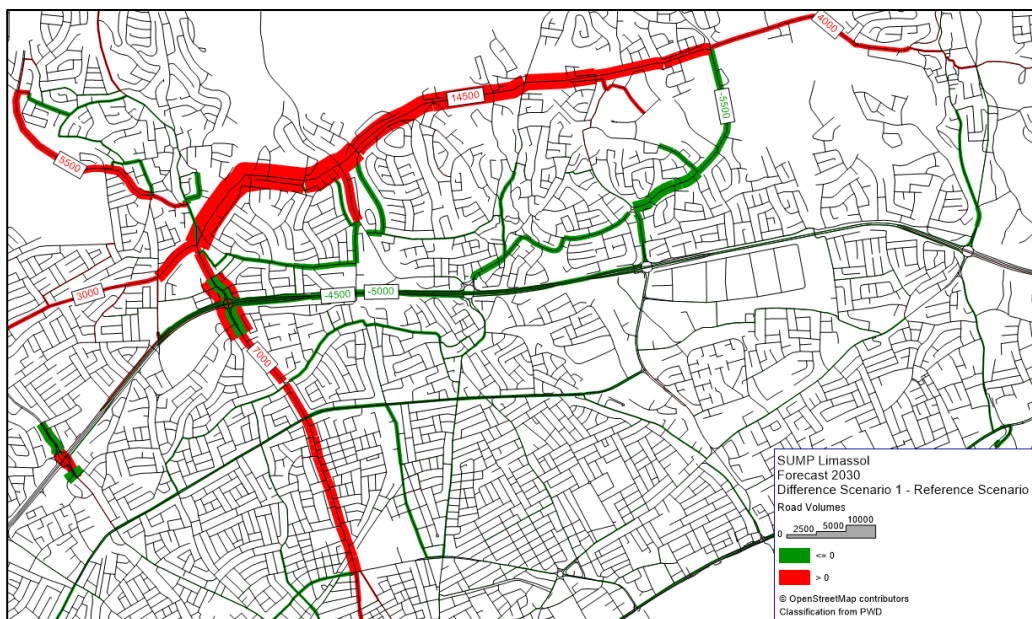 4000
14500
-5500
5500
3000
-4500
-5000
7000
SUMP Limassol
Forecast 2030
Difference Scenario 1 - Reference Scenario
Road Volumes
0 2500 5000 10000
<= 0
> 0
© OpenStreetMap contributors
Classification from PWD